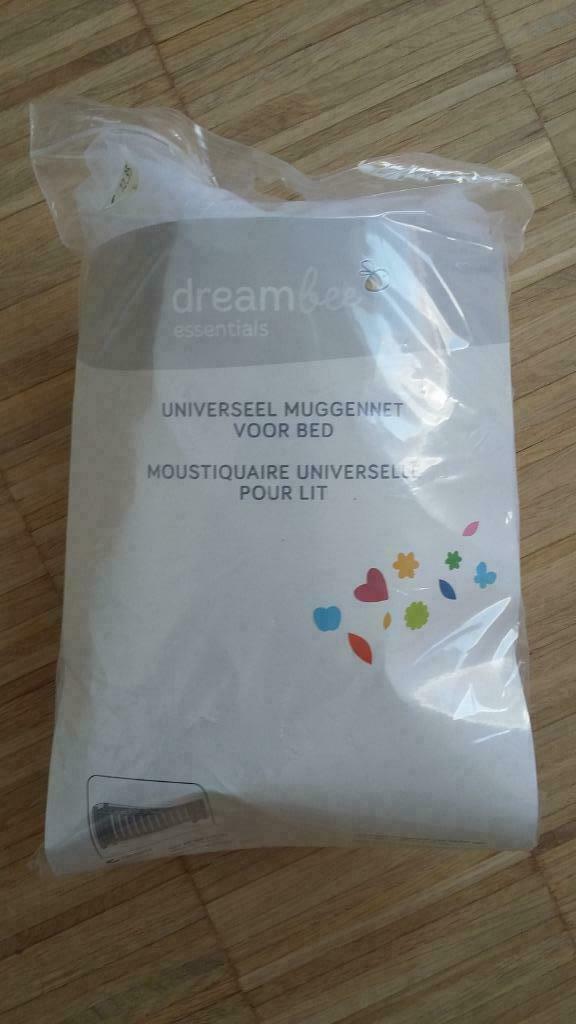 dreambee
essentials
UNIVERSEEL MUGGENNET
VOOR BED
MOUSTIQUAIRE UNIVERSELLE
POUR LIT